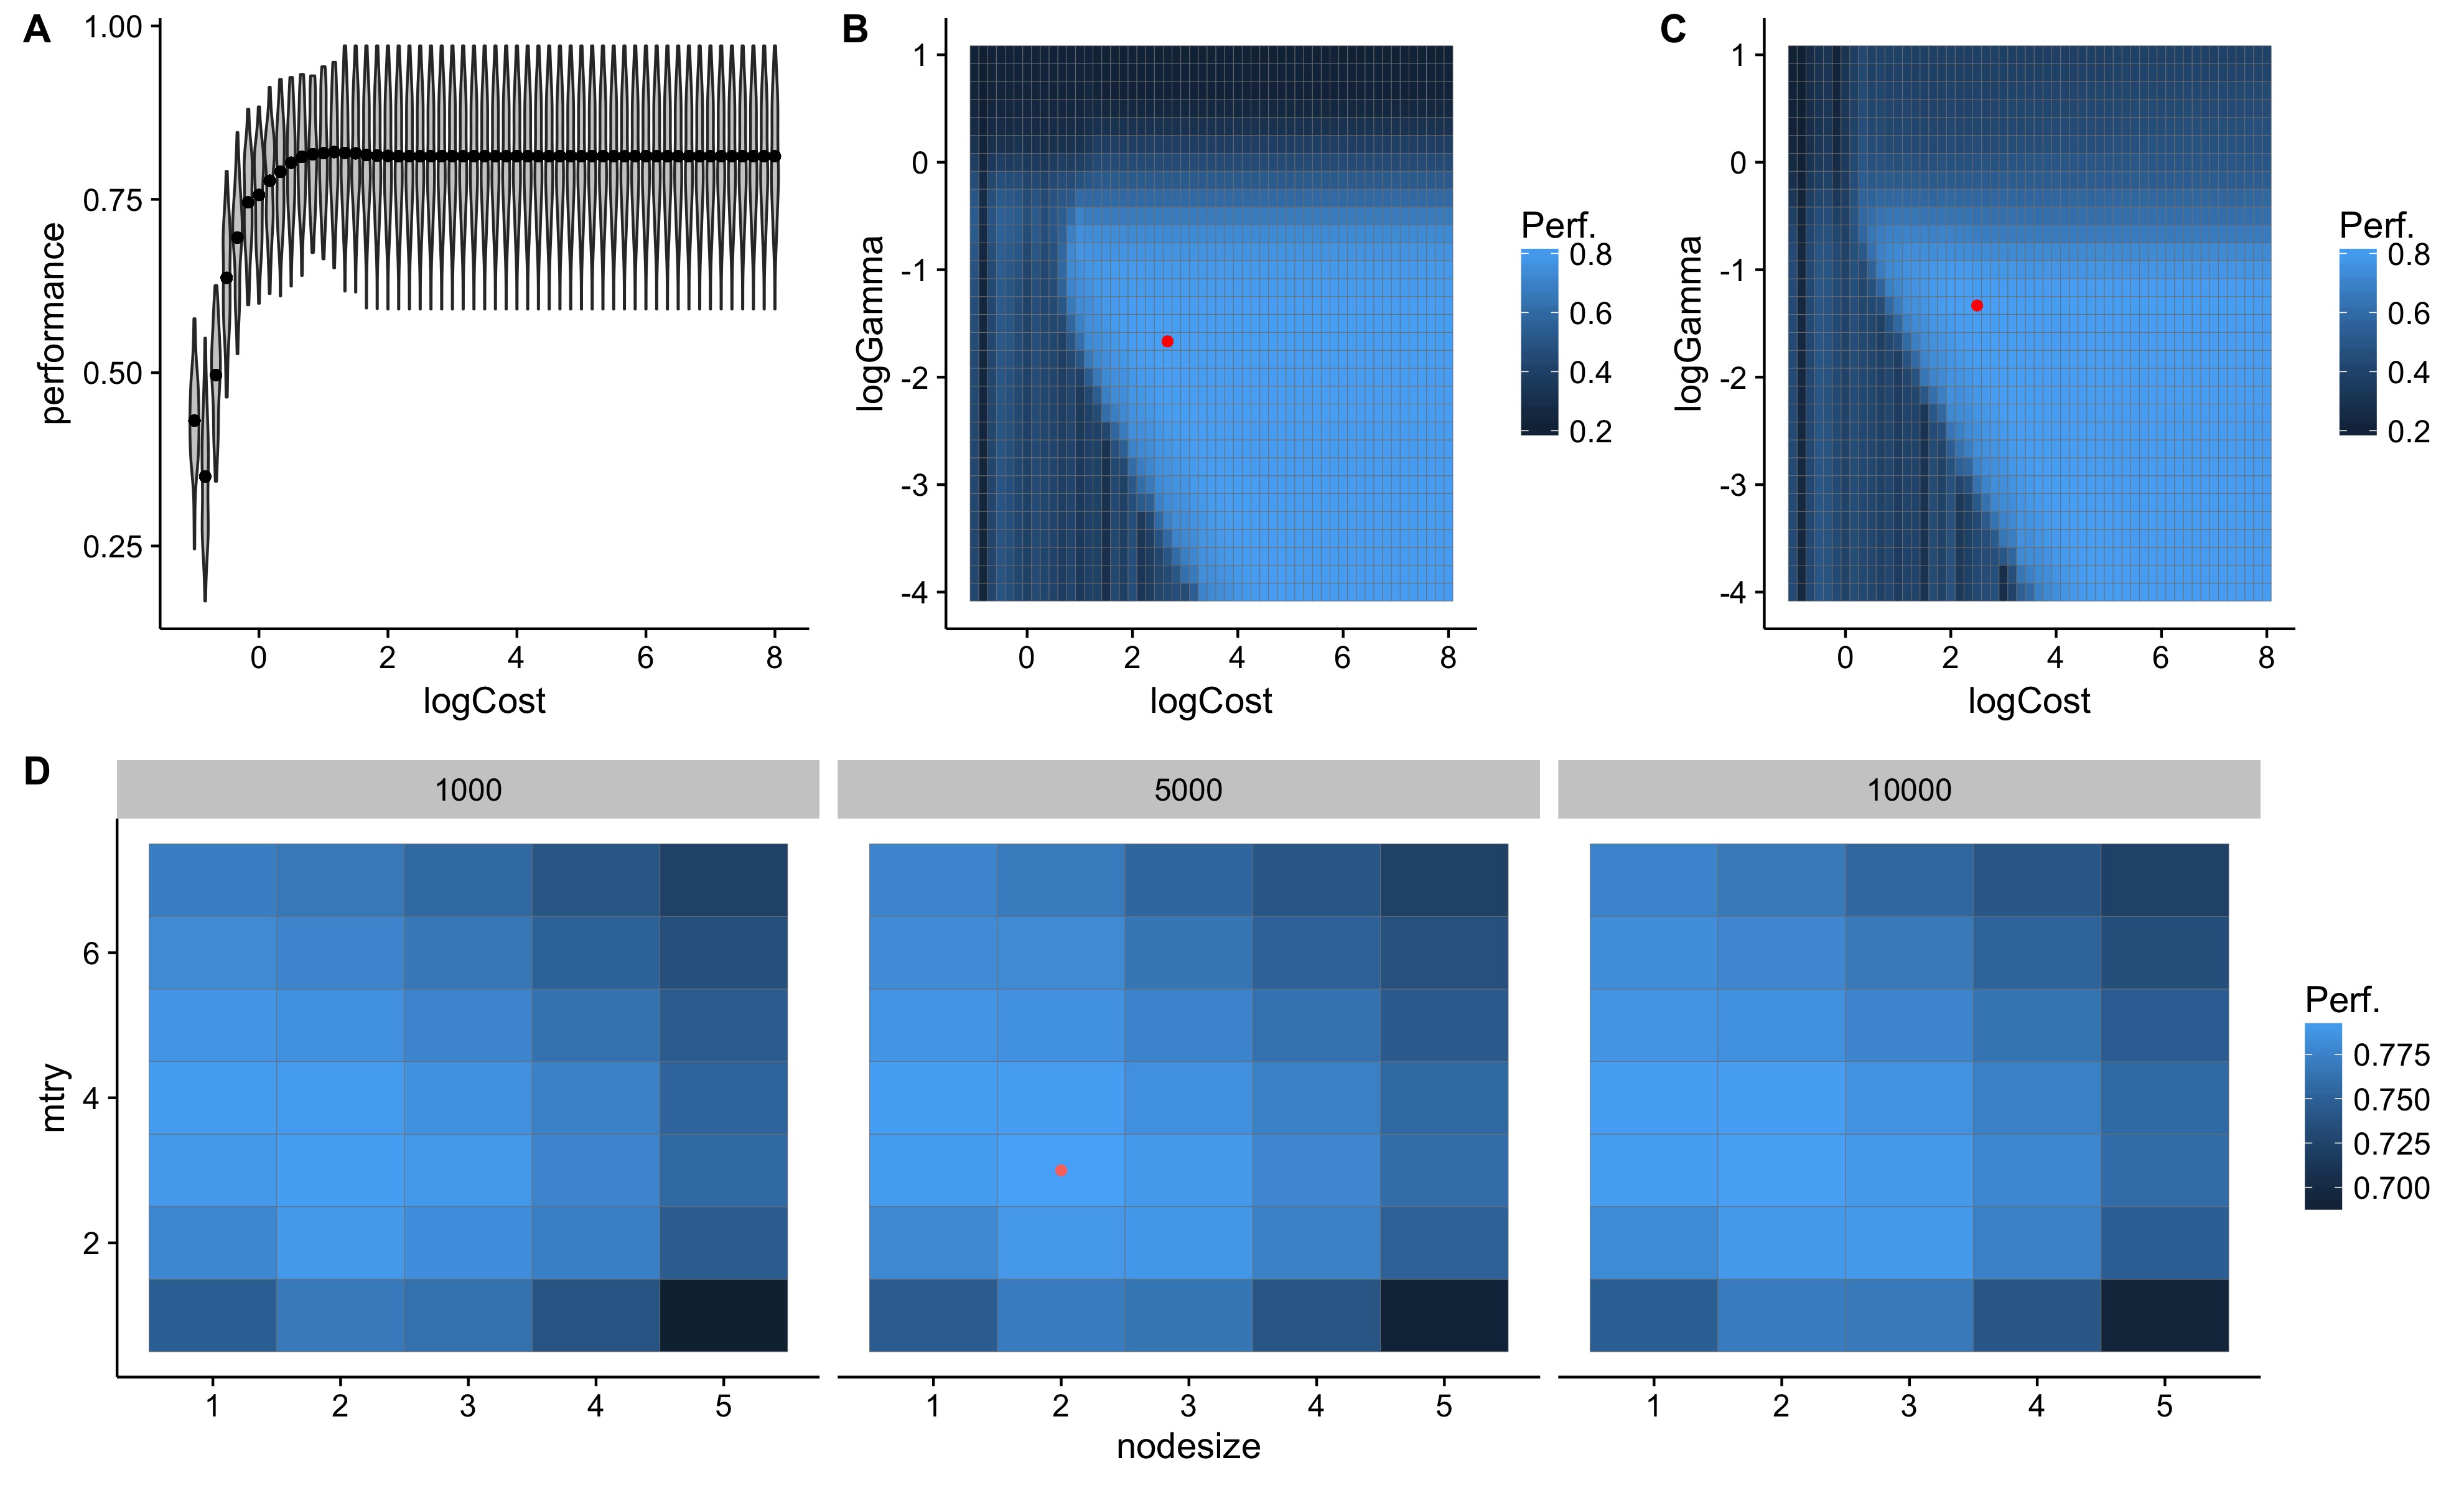 A
1.00
0.75
0.50
0.25
performance
0 2 4 6 8
logCost
B
1
0
-1
-2
-3
-4
logGamma
0 2 4 6 8
logCost
Perf.
0.8
0.6
0.4
0.2
C
1
0
-1
-2
-3
-4
logGamma
0 2 4 6 8
logCost
Perf.
0.8
0.6
0.4
0.2
D
1000 5000 10000
6
4
2
mtry
1 2 3 4 5 1 2 3 4 5 1 2 3 4 5
nodesize
Perf.
0.775
0.750
0.725
0.700